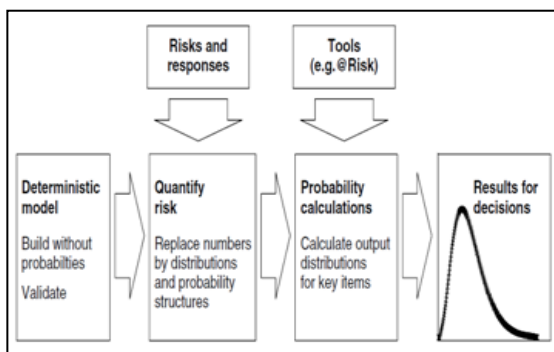 Risks and
responses
Tools
(e.g.@Risk)
Deterministic
model
Build without
probabilties
Validate
Quantify
risk
Replace numbers
by distributions
and probability
structures
Probability
calculations
Calculate output
distributions
for key items
Results for
decisions